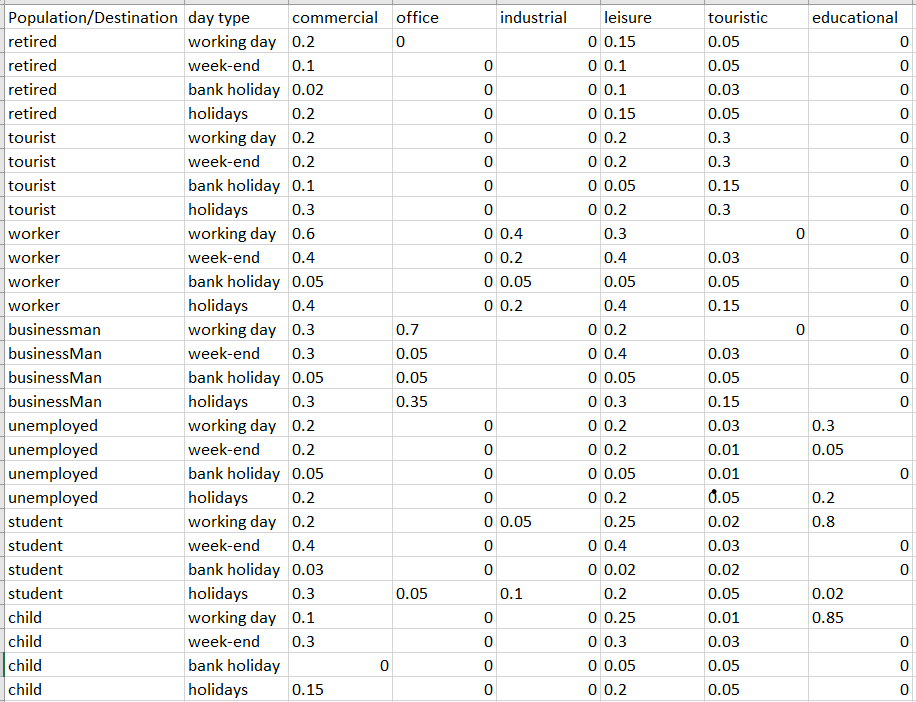 Population/Destination day type commercial office industrial leisure touristic educational
retired working day 0.2 0 0 0.15 0.05 0
retired week-end 0.1 0 0 0.1 0.05 0
retired bank holiday 0.02 0 0 0.1 0.03 0
retired holidays 0.2 0 0 0.15 0.05 0
tourist working day 0.2 0 0 0.2 0.3 0
tourist week-end 0.2 0 0 0.2 0.3 0
tourist bank holiday 0.1 0 0 0.05 0.15 0
tourist holidays 0.3 0 0 0.2 0.3 0
worker working day 0.6 0 0.4 0.3 0 0
worker week-end 0.4 0 0.2 0.4 0.03 0
worker bank holiday 0.05 0 0.05 0.05 0.05 0
worker holidays 0.4 0 0.2 0.4 0.15 0
businessman working day 0.3 0.7 0 0.2 0 0
businessMan week-end 0.3 0.05 0 0.4 0.03 0
businessMan bank holiday 0.05 0.05 0 0.05 0.05 0
businessMan holidays 0.3 0.35 0 0.3 0.15 0
unemployed working day 0.2 0 0 0.2 0.03 0.3
unemployed week-end 0.2 0 0 0.2 0.01 0.05
unemployed bank holiday 0.05 0 0 0.05 0.01 0
unemployed holidays 0.2 0 0 0.2 0.05 0.2
student working day 0.2 0 0.05 0.25 0.02 0.8
student week-end 0.4 0 0 0.4 0.03 0
student bank holiday 0.03 0 0 0.02 0.02 0
student holidays 0.3 0.05 0.1 0.2 0.05 0.02
child working day 0.1 0 0 0.25 0.01 0.85
child week-end 0.3 0 0 0.3 0.03 0
child bank holiday 0 0 0 0.05 0.05 0
child holidays 0.15 0 0 0.2 0.05 0